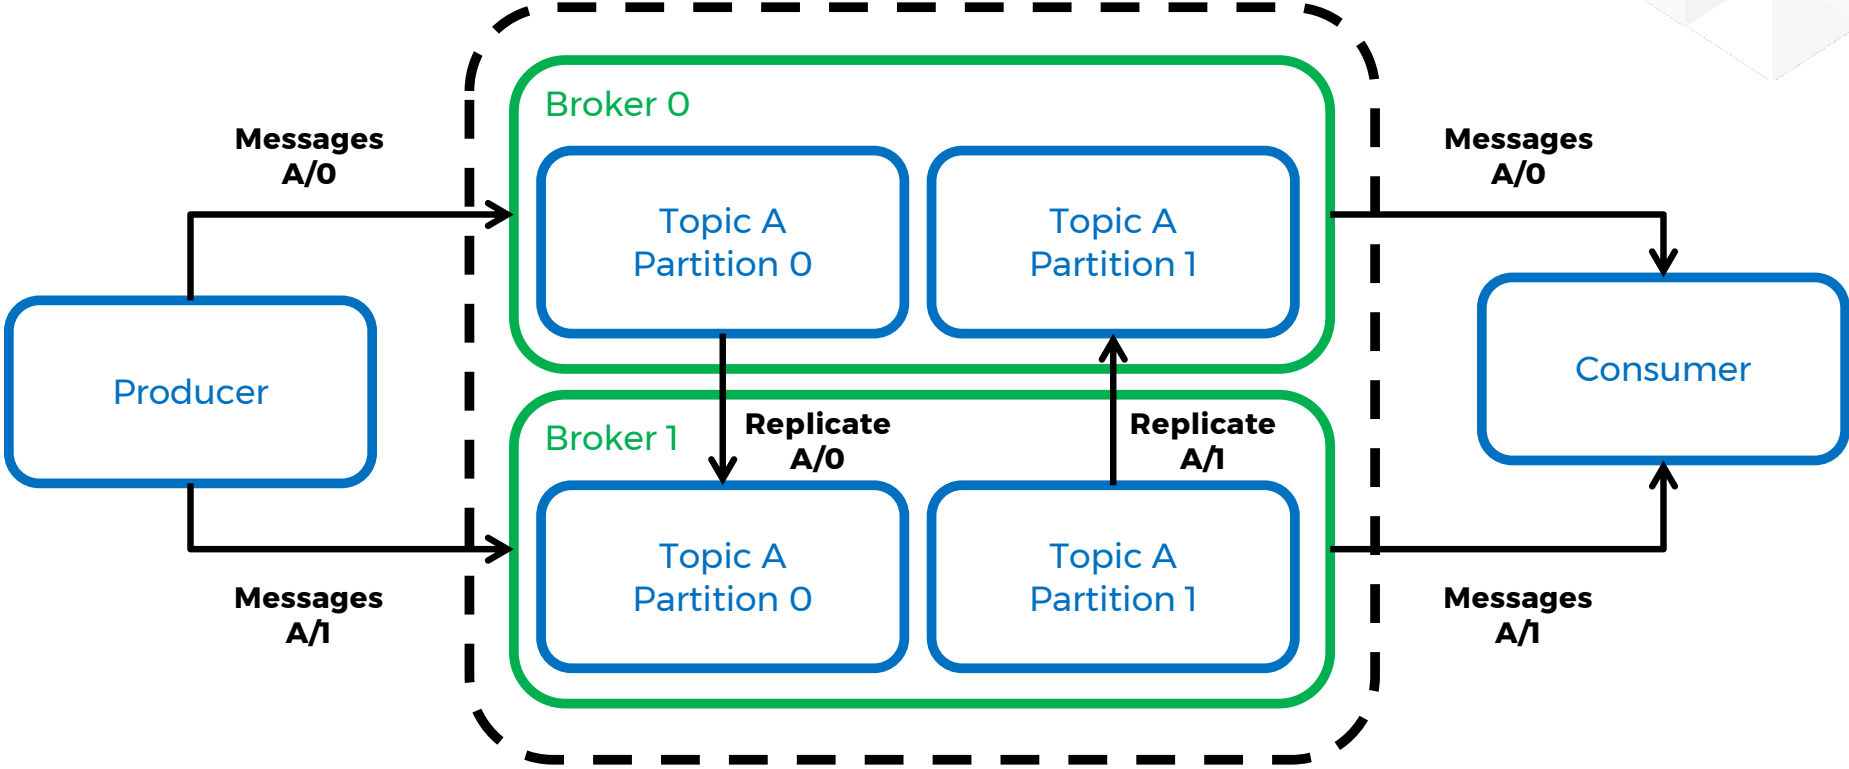 Broker 0
Messages
A/0
Messages
A/0
Topic A
Partition 0
Topic A
Partition 1
Producer
Consumer
Replicate
A/0
Replicate
A/1
Broker 1
Topic A
Partition 0
Topic A
Partition 1
Messages
A/1
Messages
A/1